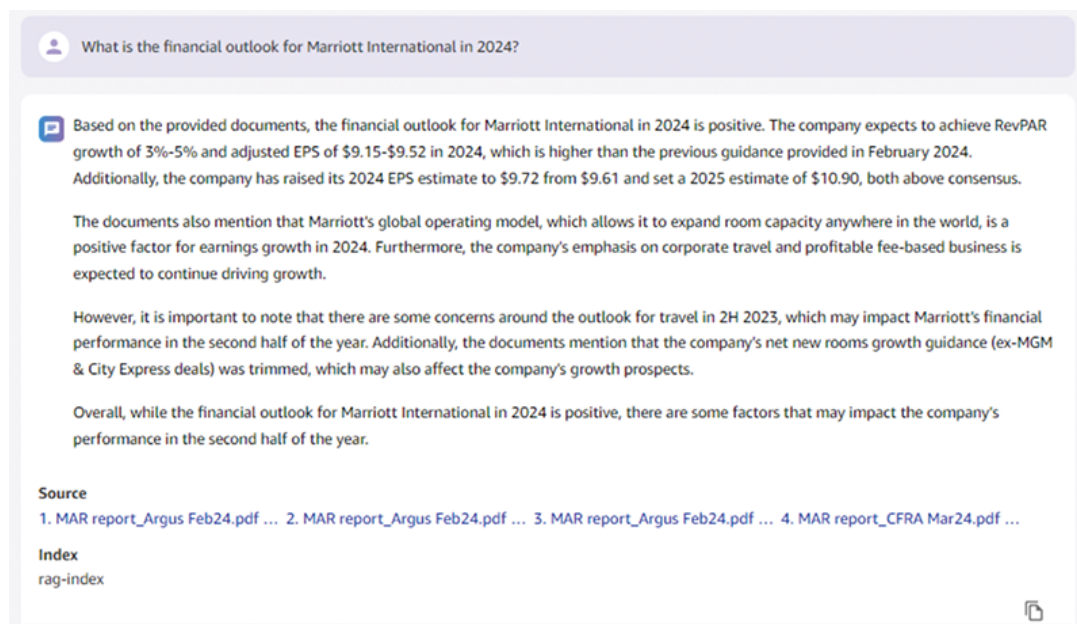 What is the financial outlook for Marriott International in 2024?
Based on the provided documents, the financial outlook for Marriott International in 2024 is positive. The company expects to achieve RevPAR
growth of 3%-5% and adjusted EPS of $9.15-$9.52 in 2024, which is higher than the previous guidance provided in February 2024.
Additionally, the company has raised its 2024 EPS estimate to $9.72 from $9.61 and set a 2025 estimate of $10.90, both above consensus.
The documents also mention that Marriott's global operating model, which allows it to expand room capacity anywhere in the world, is a
positive factor for earnings growth in 2024. Furthermore, the company's emphasis on corporate travel and profitable fee-based business is
expected to continue driving growth.
However, it is important to note that there are some concerns around the outlook for travel in 2H 2023, which may impact Marriott's financial
performance in the second half of the year. Additionally, the documents mention that the company's net new rooms growth guidance (ex-MGM
& City Express deals) was trimmed, which may also affect the company's growth prospects.
Overall, while the financial outlook for Marriott International in 2024 is positive, there are some factors that may impact the company's
performance in the second half of the year.
Source
1. MAR report_Argus Feb24.pdf ... 2. MAR report_Argus Feb24.pdf ... 3. MAR report_Argus Feb24.pdf ... 4. MAR report_CFRA Mar24.pdf ...
Index
rag-index